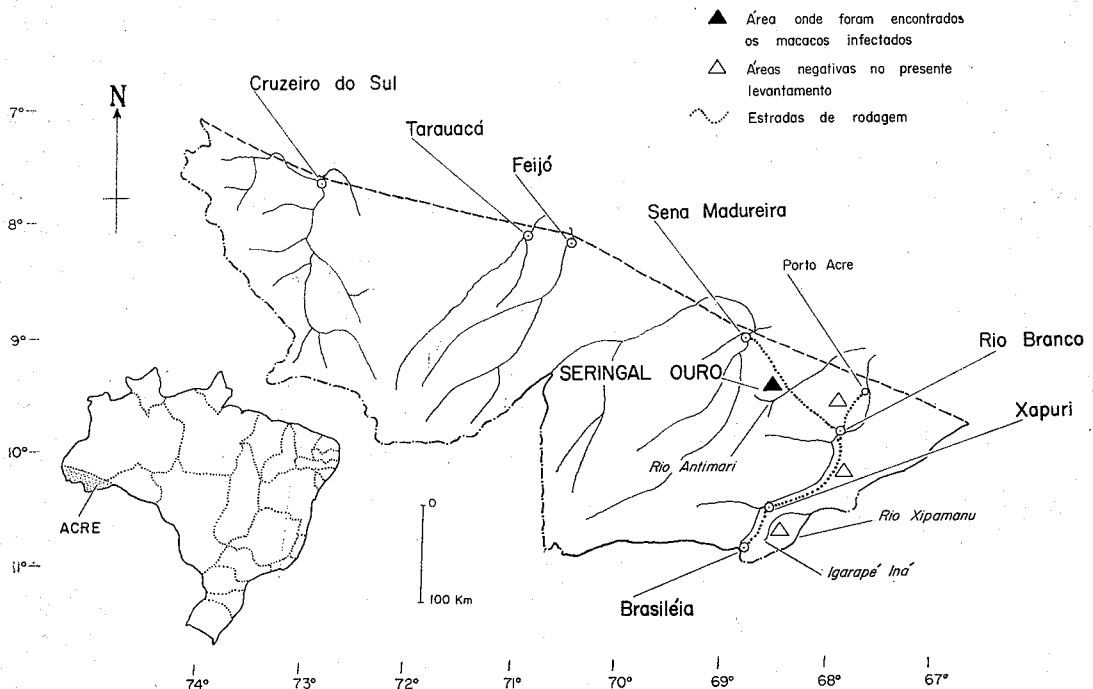 Área onde foram encontrados
os macacos infectados
Áreas negativas no presente
levantamento
Estradas de rodagem
N
Cruzeiro do Sul
Tarauacá
Feijó
Sena Madureira
Porto Acre
Rio Branco
SERINGAL OURO
Xapuri
Rio Antimari
Rio Xipamanu
Igarapé Iná
Brasiléia
ACRE
0
100 Km
7°
8°
9°
10°
11°
74°
73°
72°
71°
70°
69°
68°
67°